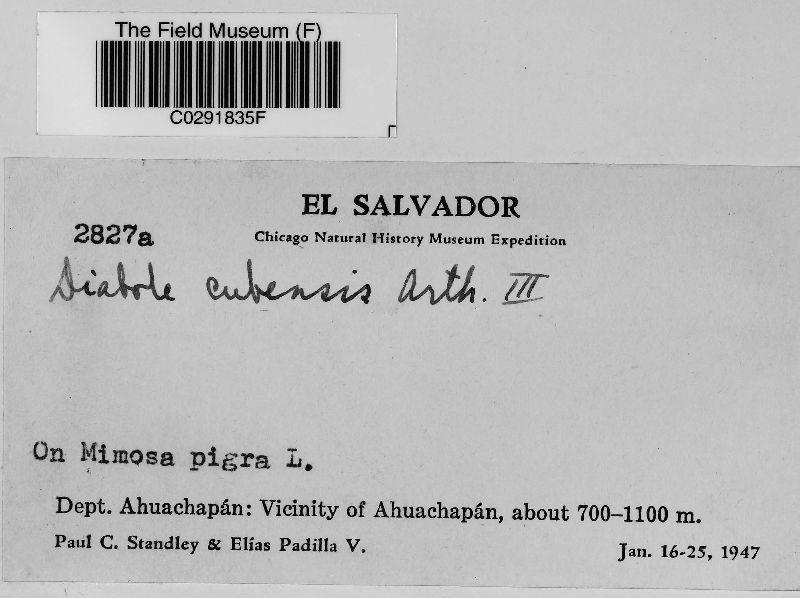 The Field Museum (F)
C0291835F
EL SALVADOR
2827a
Chicago Natural History Museum Expedition
Diabole cubensis Arth. III
On Mimosa pigra L.
Dept. Ahuachapán: Vicinity of Ahuachapán, about 700–1100 m.
Paul C. Standley & Elías Padilla V.
Jan. 16-25, 1947